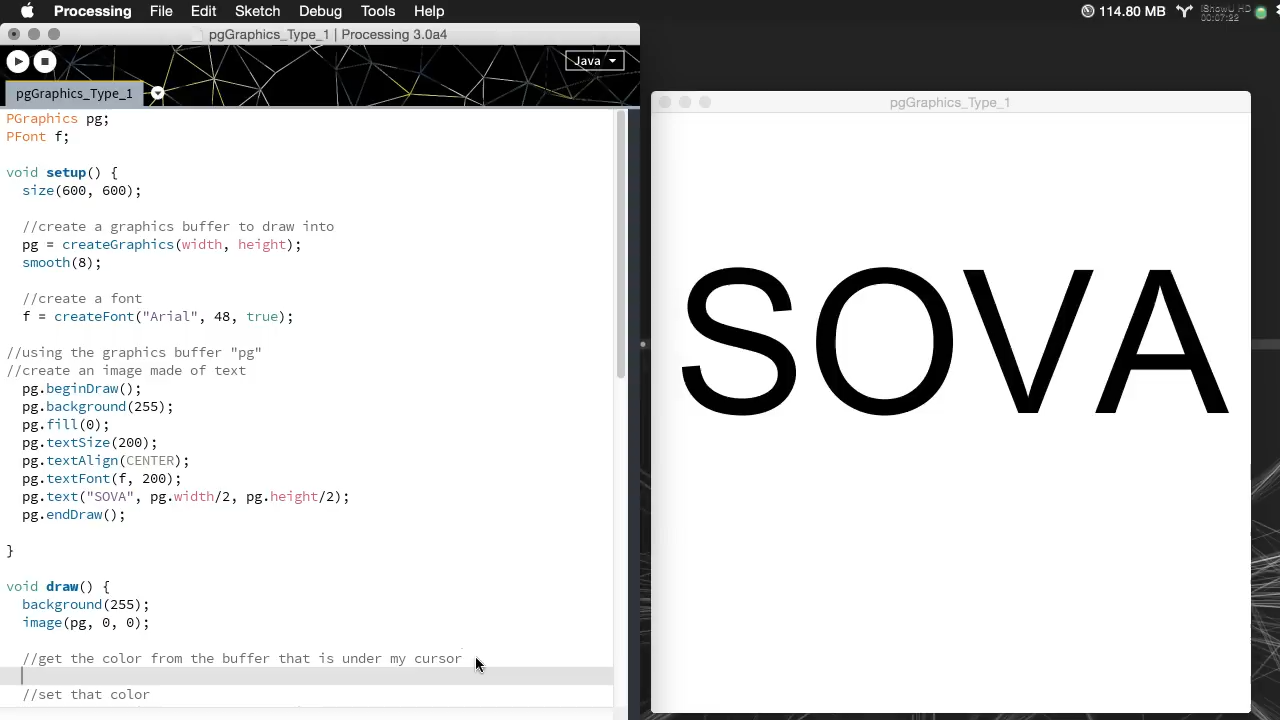 Processing File Edit Sketch Debug Tools Help
114.80 MB
iShowU HD
00:07:22
pgGraphics_Type_1 | Processing 3.0a4
Java
pgGraphics_Type_1
PGraphics pg;
PFont f;
void setup() {
  size(600, 600);
  //create a graphics buffer to draw into
  pg = createGraphics(width, height);
  smooth(8);
  //create a font
  f = createFont("Arial", 48, true);
//using the graphics buffer "pg"
//create an image made of text
  pg.beginDraw();
  pg.background(255);
  pg.fill(0);
  pg.textSize(200);
  pg.textAlign(CENTER);
  pg.textFont(f, 200);
  pg.text("SOVA", pg.width/2, pg.height/2);
  pg.endDraw();
}
void draw() {
  background(255);
  image(pg, 0, 0);
  //get the color from the buffer that is under my cursor
  //set that color
pgGraphics_Type_1
SOVA